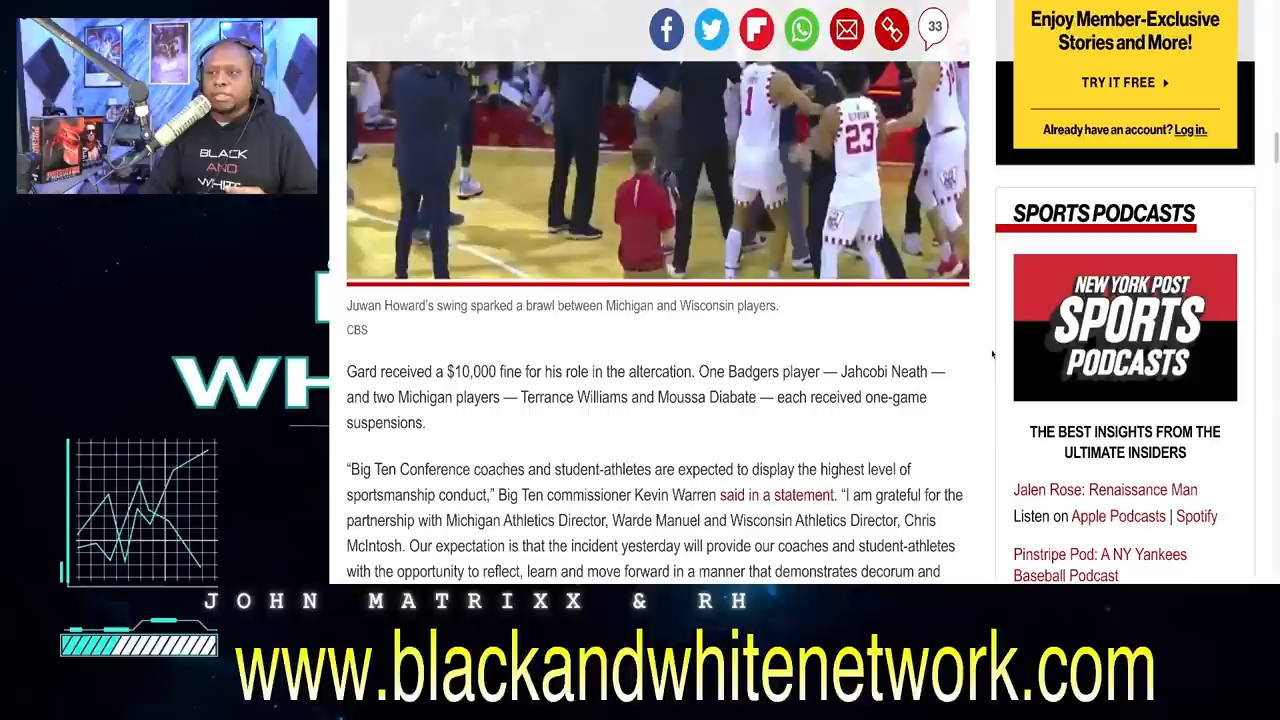 BLACK
AND
WHITE
33
1
23
Enjoy Member-Exclusive
Stories and More!
TRY IT FREE
Already have an account? Log in.
SPORTS PODCASTS
NEW YORK POST
SPORTS
PODCASTS
THE BEST INSIGHTS FROM THE
ULTIMATE INSIDERS
Jalen Rose: Renaissance Man
Listen on Apple Podcasts | Spotify
Pinstripe Pod: A NY Yankees
Baseball Podcast
Juwan Howard's swing sparked a brawl between Michigan and Wisconsin players.
CBS
Gard received a $10,000 fine for his role in the altercation. One Badgers player — Jahcobi Neath —
and two Michigan players — Terrance Williams and Moussa Diabate — each received one-game
suspensions.
“Big Ten Conference coaches and student-athletes are expected to display the highest level of
sportsmanship conduct,” Big Ten commissioner Kevin Warren said in a statement. “I am grateful for the
partnership with Michigan Athletics Director, Warde Manuel and Wisconsin Athletics Director, Chris
McIntosh. Our expectation is that the incident yesterday will provide our coaches and student-athletes
with the opportunity to reflect, learn and move forward in a manner that demonstrates decorum and
WH
JOHN MATRIXX & RH
www.blackandwhitenetwork.com